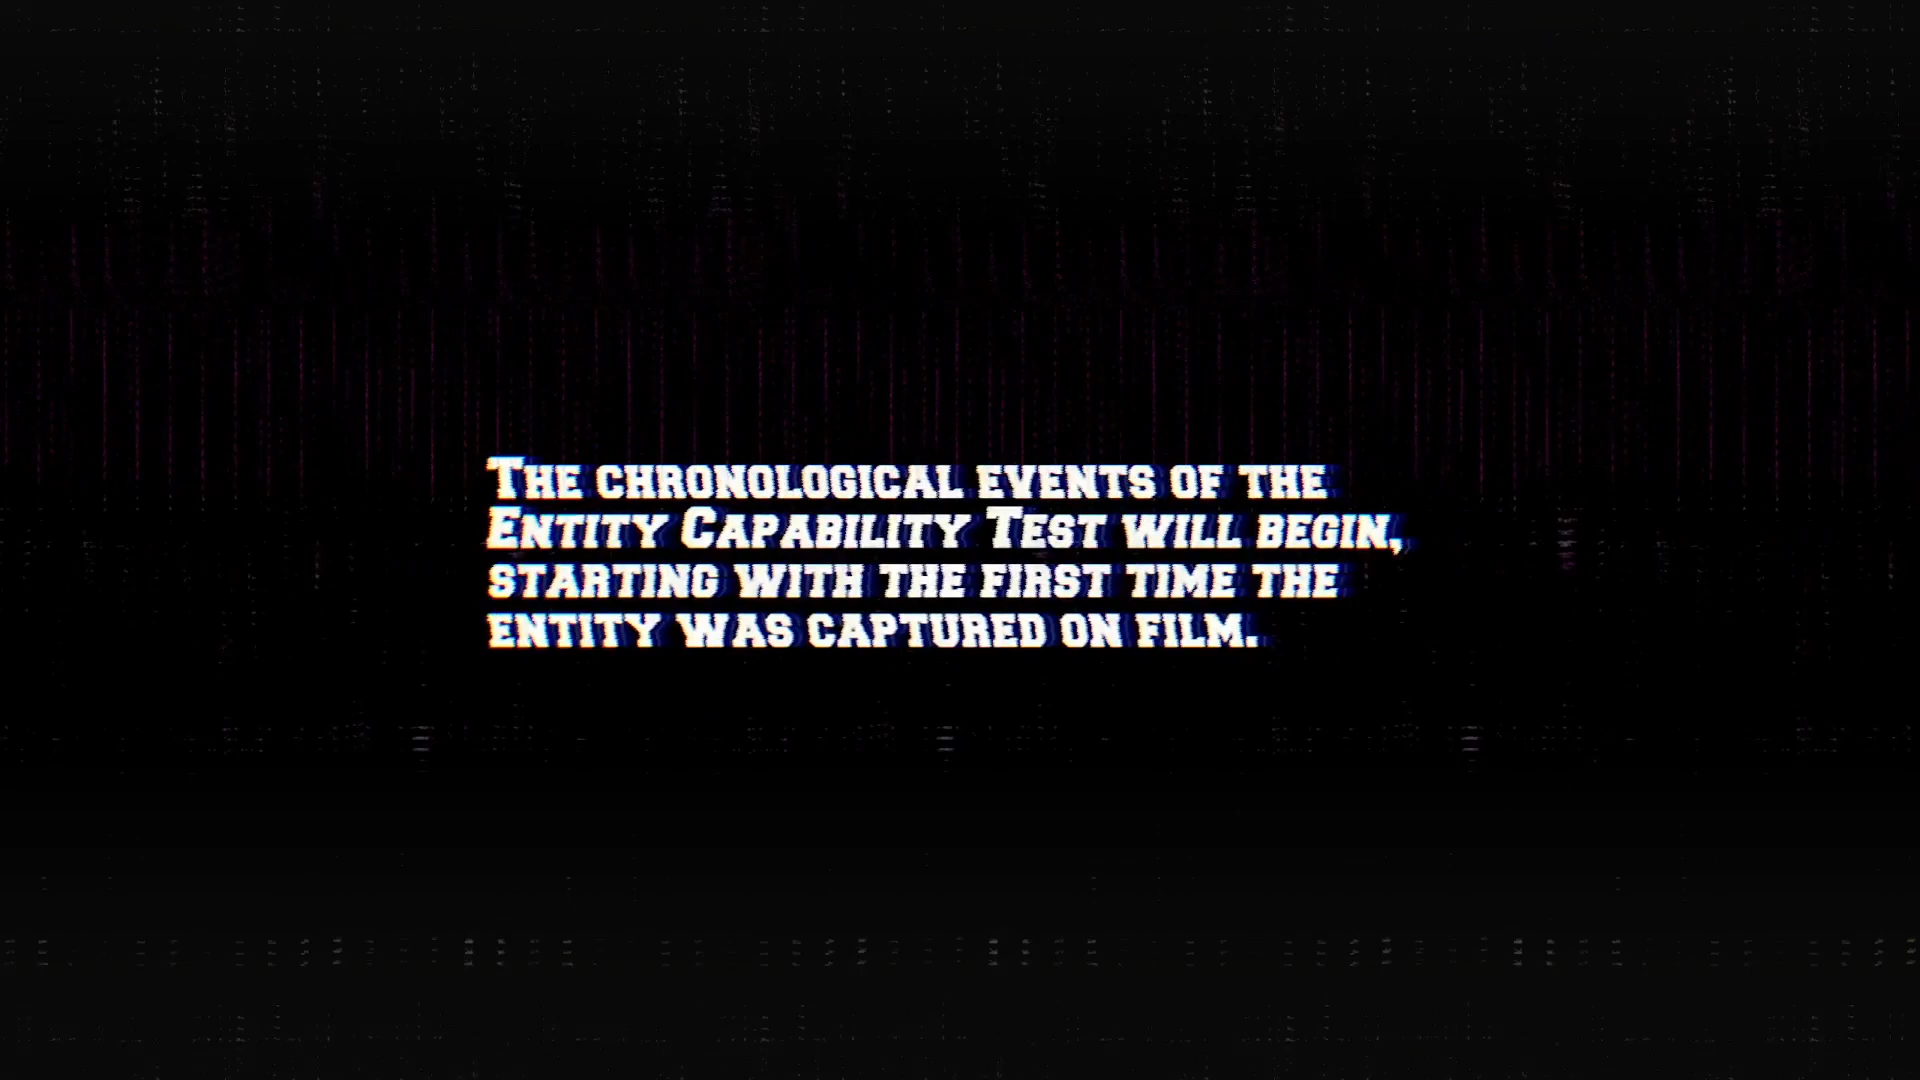 The chronological events of the
Entity Capability Test will begin,
starting with the first time the
entity was captured on film.